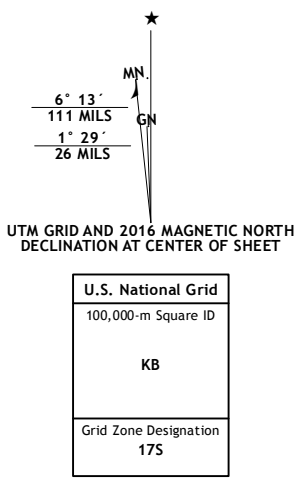 MN.
GN
6° 13´
111 MILS
1° 29´
26 MILS
UTM GRID AND 2016 MAGNETIC NORTH
DECLINATION AT CENTER OF SHEET
U.S. National Grid
100,000-m Square ID
KB
Grid Zone Designation
17S